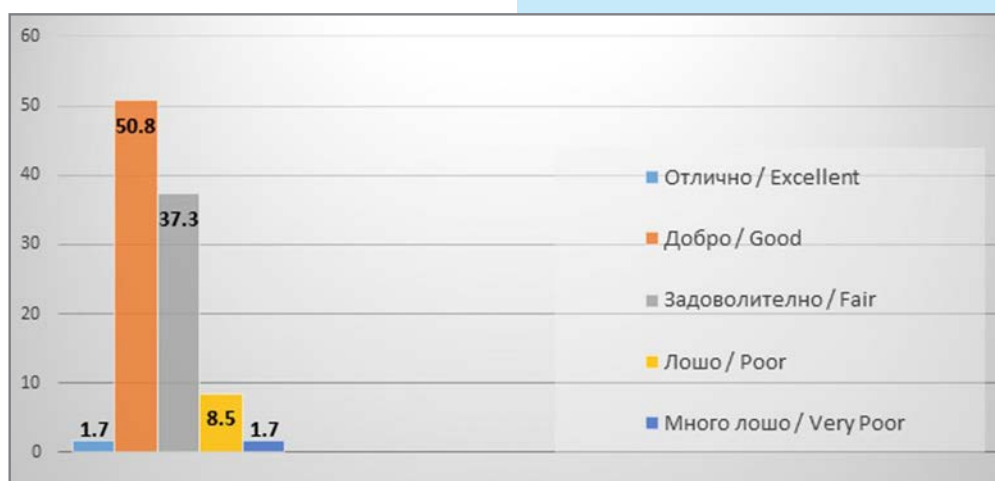 60
50
40
30
20
10
0
1.7
50.8
37.3
8.5
1.7
Отлично / Excellent
Добро / Good
Задоволително / Fair
Лошо / Poor
Много лошо / Very Poor